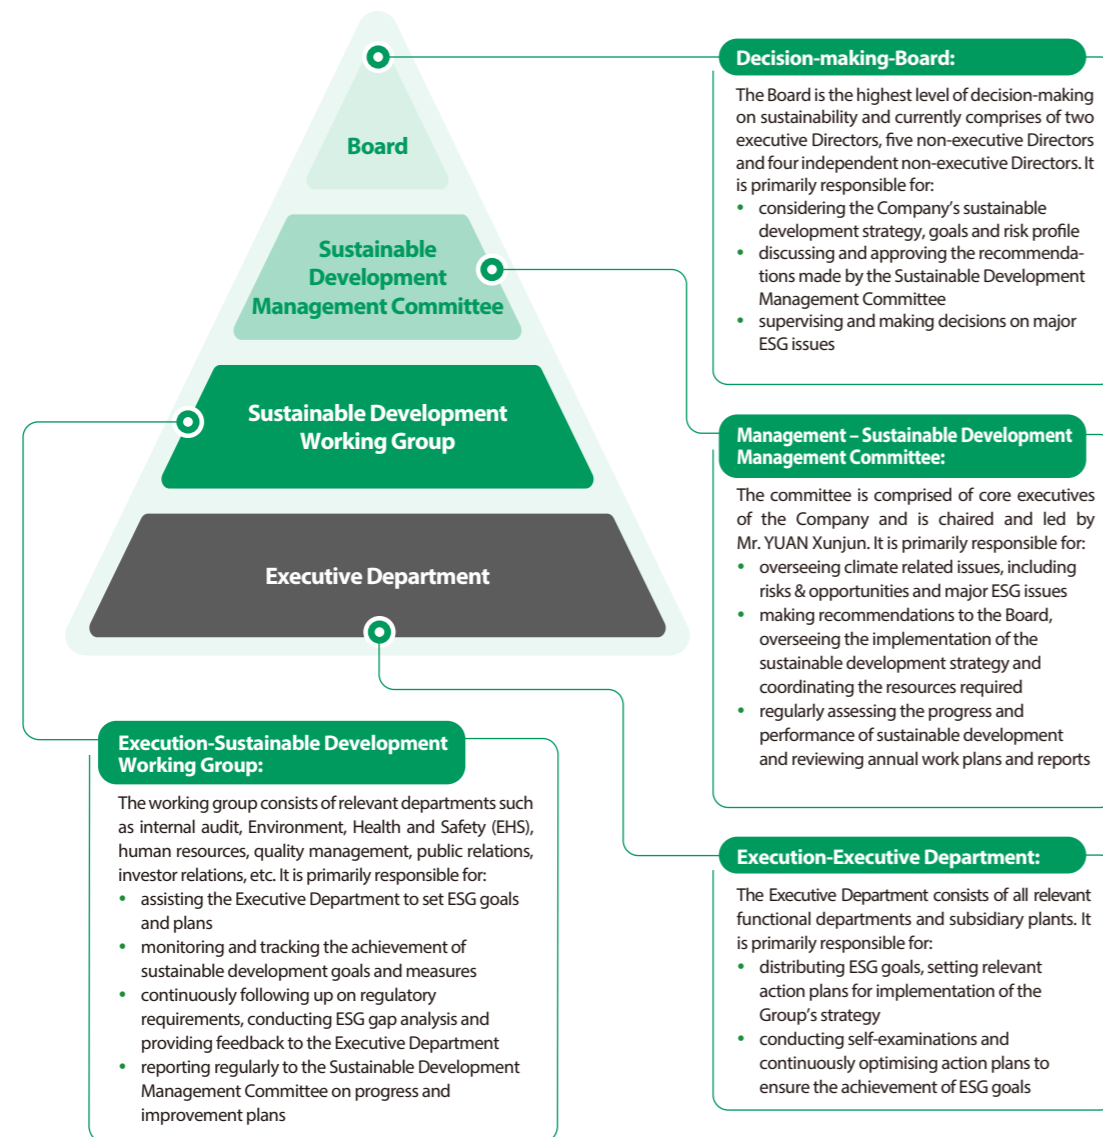 Board
Sustainable
Development
Management Committee
Sustainable Development
Working Group
Executive Department
Decision-making-Board:
The Board is the highest level of decision-making
on sustainability and currently comprises of two
executive Directors, five non-executive Directors
and four independent non-executive Directors. It
is primarily responsible for:
• considering the Company's sustainable
development strategy, goals and risk profile
• discussing and approving the recommenda-
tions made by the Sustainable Development
Management Committee
• supervising and making decisions on major
ESG issues
Management – Sustainable Development
Management Committee:
The committee is comprised of core executives
of the Company and is chaired and led by
Mr. YUAN Xunjun. It is primarily responsible for:
• overseeing climate related issues, including
risks & opportunities and major ESG issues
• making recommendations to the Board,
overseeing the implementation of the
sustainable development strategy and
coordinating the resources required
• regularly assessing the progress and
performance of sustainable development
and reviewing annual work plans and reports
Execution-Sustainable Development
Working Group:
The working group consists of relevant departments such
as internal audit, Environment, Health and Safety (EHS),
human resources, quality management, public relations,
investor relations, etc. It is primarily responsible for:
• assisting the Executive Department to set ESG goals
and plans
• monitoring and tracking the achievement of
sustainable development goals and measures
• continuously following up on regulatory
requirements, conducting ESG gap analysis and
providing feedback to the Executive Department
• reporting regularly to the Sustainable Development
Management Committee on progress and
improvement plans
Execution-Executive Department:
The Executive Department consists of all relevant
functional departments and subsidiary plants. It
is primarily responsible for:
• distributing ESG goals, setting relevant
action plans for implementation of the
Group's strategy
• conducting self-examinations and
continuously optimising action plans to
ensure the achievement of ESG goals